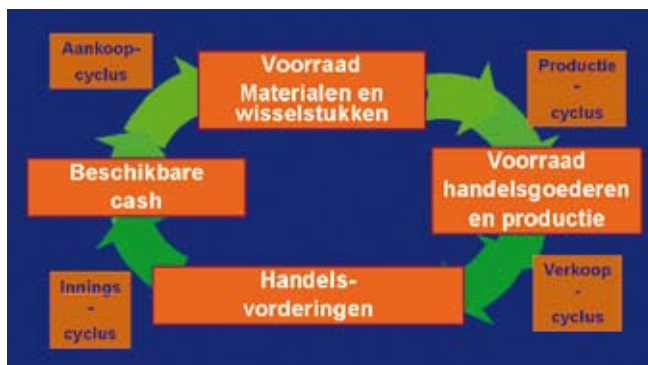 Aankoop-
cyclus
Voorraad
Materialen en
wisselstukken
Productie
-
cyclus
Beschikbare
cash
Voorraad
handelsgoederen
en productie
Innings
-
cyclus
Handels-
vorderingen
Verkoop
-
cyclus